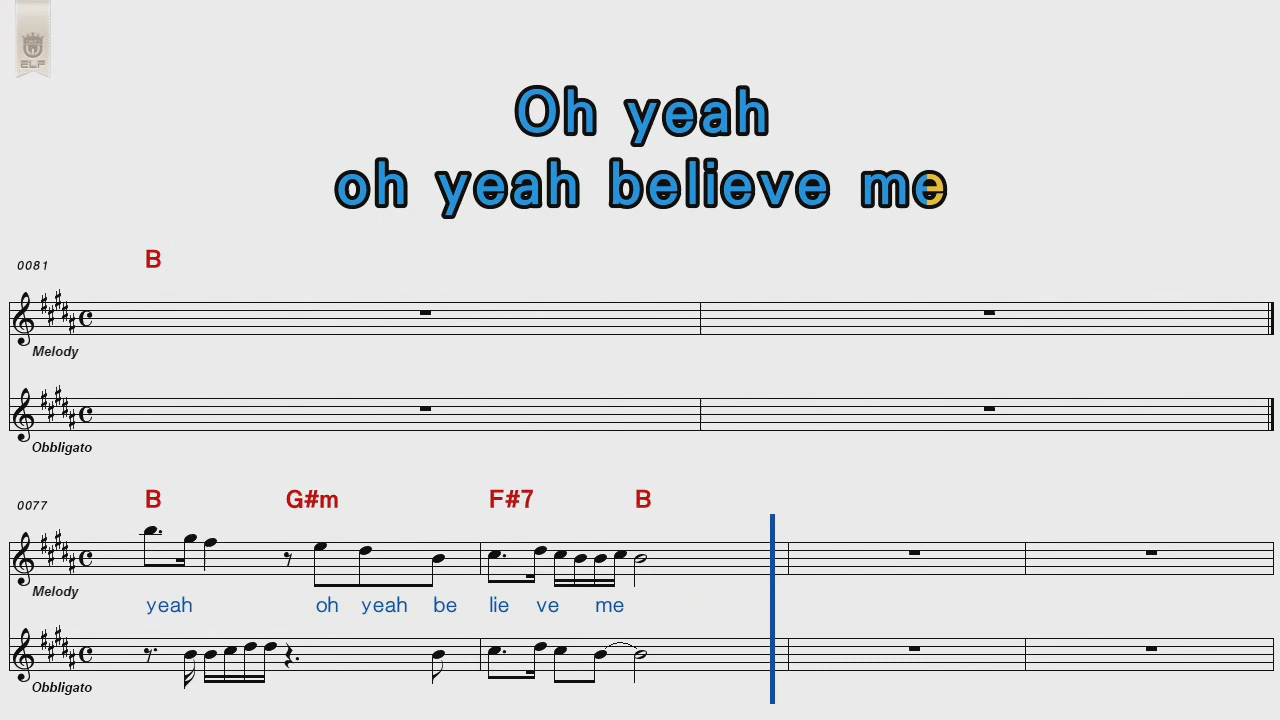 ELF
Oh yeah
oh yeah believe me
0081 B
Melody
Obbligato
0077 B G#m F#7 B
Melody
yeah oh yeah be lie ve me
Obbligato